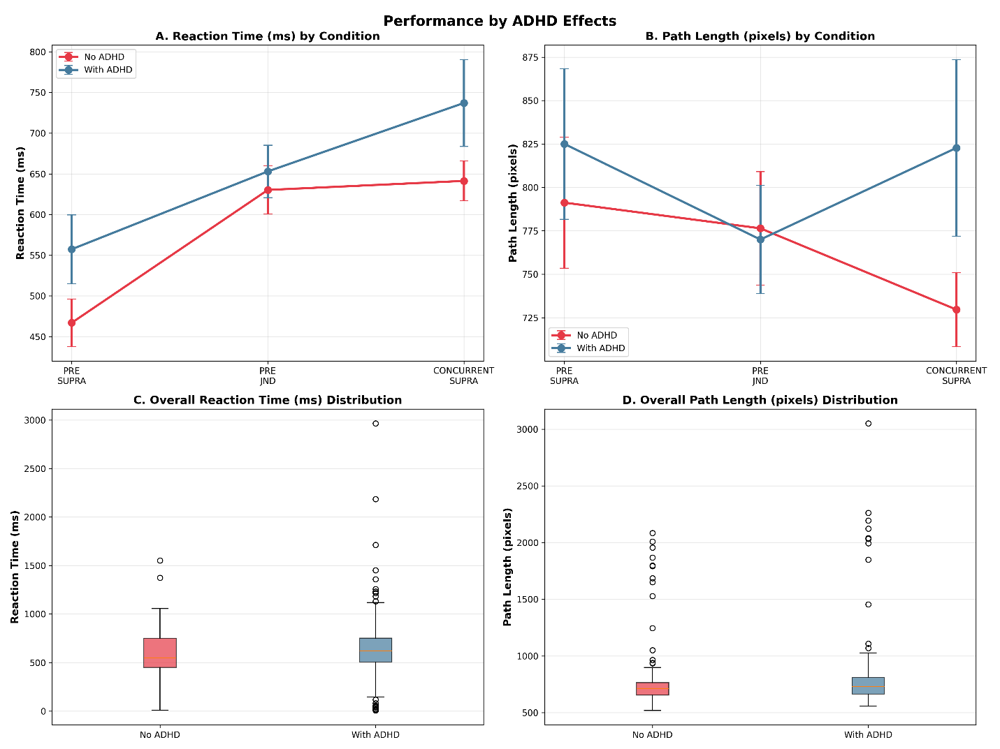 Performance by ADHD Effects
A. Reaction Time (ms) by Condition
Reaction Time (ms)
800
750
700
650
600
550
500
450
No ADHD
With ADHD
PRE
SUPRA
PRE
JND
CONCURRENT
SUPRA
B. Path Length (pixels) by Condition
Path Length (pixels)
875
850
825
800
775
750
725
No ADHD
With ADHD
PRE
SUPRA
PRE
JND
CONCURRENT
SUPRA
C. Overall Reaction Time (ms) Distribution
Reaction Time (ms)
3000
2500
2000
1500
1000
500
0
No ADHD
With ADHD
D. Overall Path Length (pixels) Distribution
Path Length (pixels)
3000
2500
2000
1500
1000
500
No ADHD
With ADHD